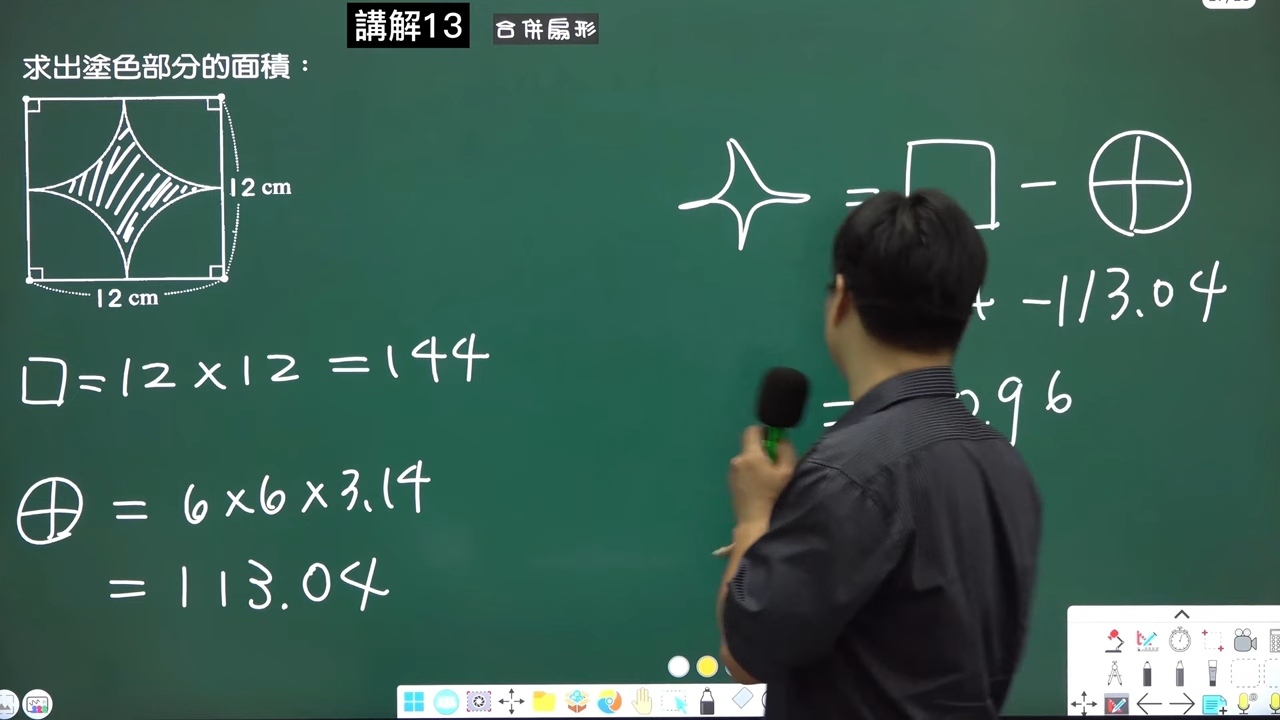 講解13
合併扇形
求出塗色部分的面積：
12 cm
12 cm
= 12 × 12 = 144
= 6 × 6 × 3.14
= 113.04
= −
- 113.04
= .96